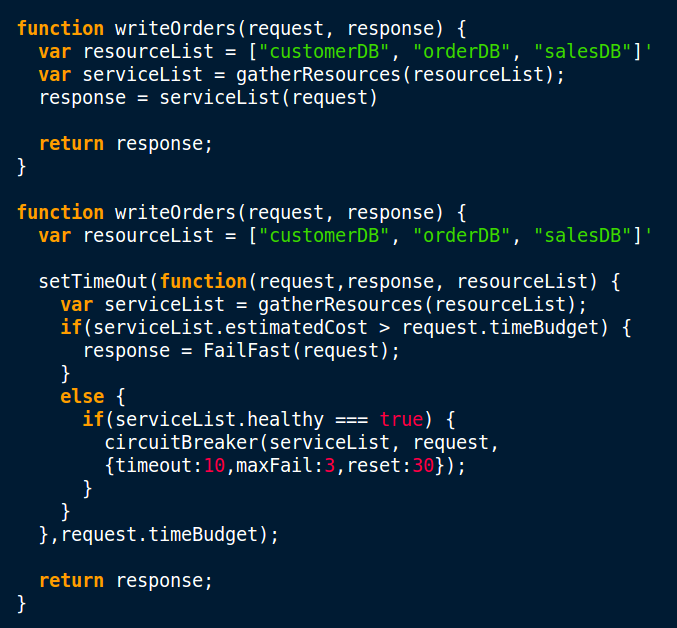 function writeOrders(request, response) {
  var resourceList = ["customerDB", "orderDB", "salesDB"]'
  var serviceList = gatherResources(resourceList);
  response = serviceList(request)

  return response;
}

function writeOrders(request, response) {
  var resourceList = ["customerDB", "orderDB", "salesDB"]'

  setTimeOut(function(request,response, resourceList) {
    var serviceList = gatherResources(resourceList);
    if(serviceList.estimatedCost > request.timeBudget) {
      response = FailFast(request);
    }
    else {
      if(serviceList.healthy === true) {
        circuitBreaker(serviceList, request,
        {timeout:10,maxFail:3,reset:30});
      }
    }
  },request.timeBudget);

  return response;
}